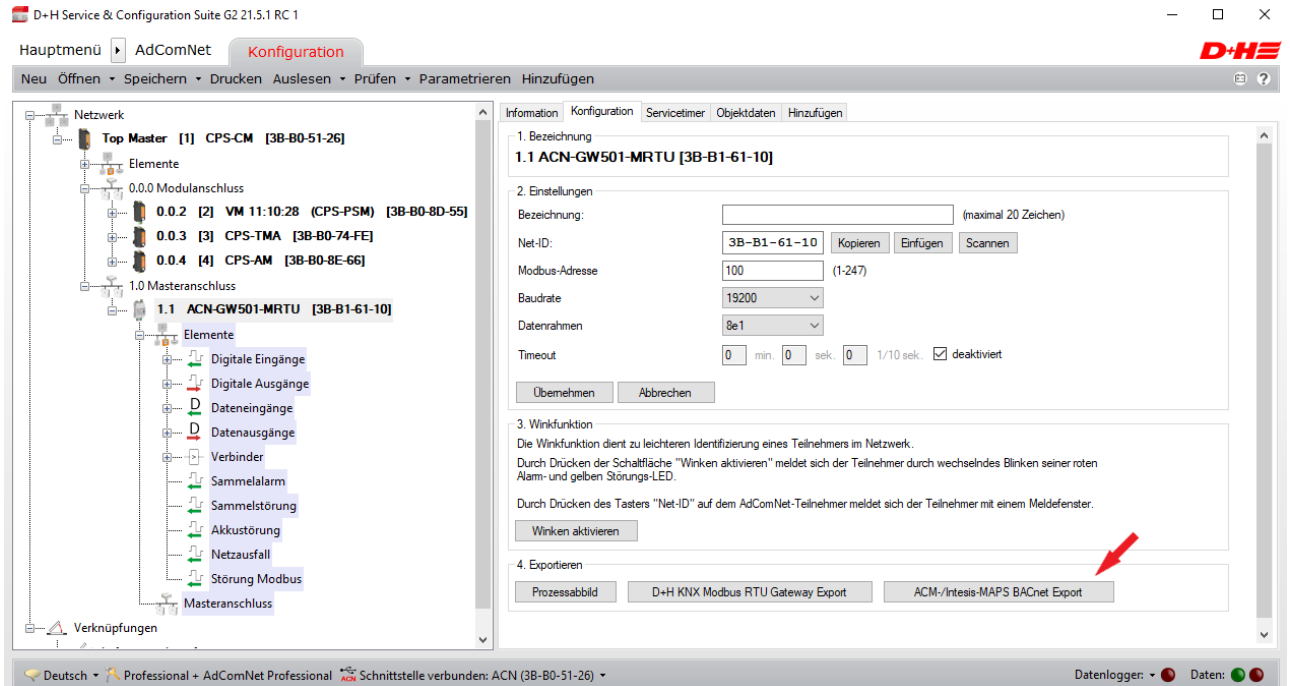 D+H Service & Configuration Suite G2 21.5.1 RC 1
Hauptmenü AdComNet Konfiguration
D+H
Neu Öffnen Speichern Drucken Auslesen Prüfen Parametrieren Hinzufügen
Netzwerk
Top Master [1] CPS-CM [3B-B0-51-26]
Elemente
0.0.0 Modulanschluss
0.0.2 [2] VM 11:10:28 (CPS-PSM) [3B-B0-8D-55]
0.0.3 [3] CPS-TMA [3B-B0-74-FE]
0.0.4 [4] CPS-AM [3B-B0-8E-66]
1.0 Masteranschluss
1.1 ACN-GW501-MRTU [3B-B1-61-10]
Elemente
Digitale Eingänge
Digitale Ausgänge
D Dateneingänge
D Datenausgänge
Verbinder
Sammelalarm
Sammelstörung
Akkustörung
Netzausfall
Störung Modbus
Masteranschluss
Verknüpfungen
Information Konfiguration Servicetimer Objektdaten Hinzufügen
1. Bezeichnung
1.1 ACN-GW501-MRTU [3B-B1-61-10]
2. Einstellungen
Bezeichnung: (maximal 20 Zeichen)
Net-ID: 3B-B1-61-10 Kopieren Einfügen Scannen
Modbus-Adresse 100 (1-247)
Baudrate 19200
Datenrahmen 8e1
Timeout 0 min. 0 sek. 0 1/10 sek. deaktiviert
Übernehmen Abbrechen
3. Winkfunktion
Die Winkfunktion dient zu leichteren Identifizierung eines Teilnehmers im Netzwerk.
Durch Drücken der Schaltfläche "Winken aktivieren" meldet sich der Teilnehmer durch wechselndes Blinken seiner roten
Alarm- und gelben Störungs-LED.
Durch Drücken des Tasters "Net-ID" auf dem AdComNet-Teilnehmer meldet sich der Teilnehmer mit einem Meldefenster.
Winken aktivieren
4. Exportieren
Prozessabbild D+H KNX Modbus RTU Gateway Export ACM-/Intesis-MAPS BACnet Export
Deutsch Professional + AdComNet Professional ACN Schnittstelle verbunden: ACN (3B-B0-51-26) Datenlogger: Daten: